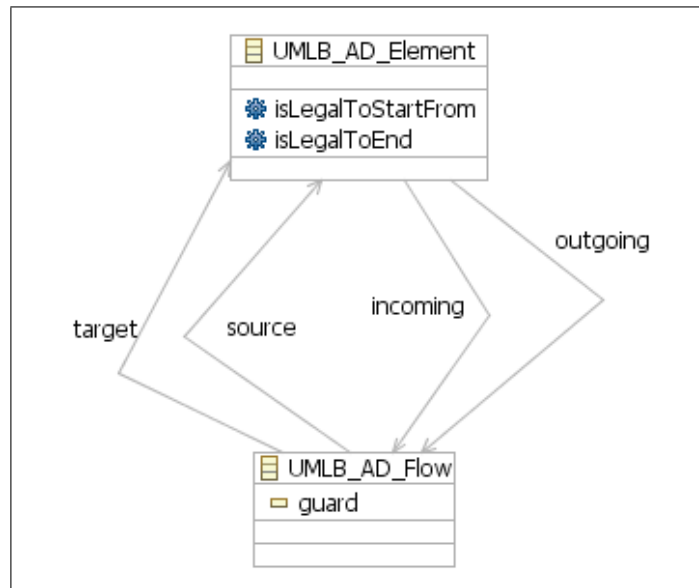 UMLB_AD_Element
isLegalToStartFrom
isLegalToEnd
outgoing
incoming
target
source
UMLB_AD_Flow
guard